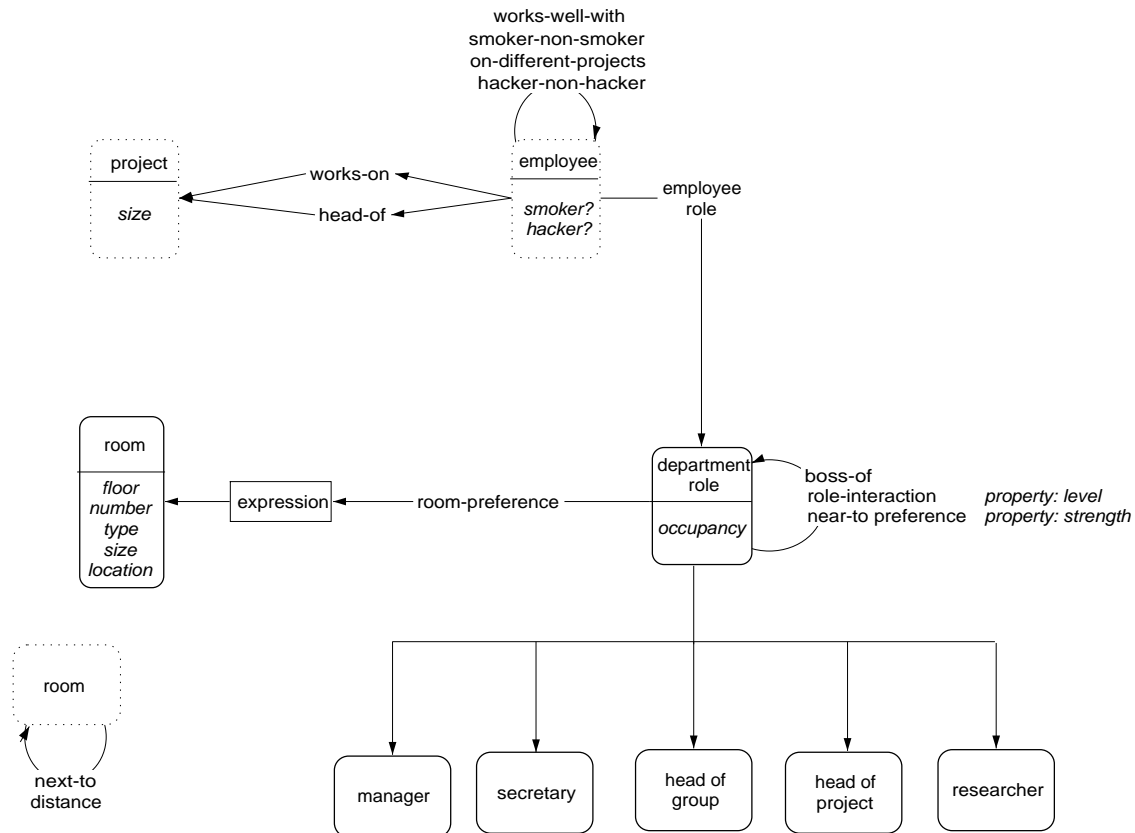 works-well-with
smoker-non-smoker
on-different-projects
hacker-non-hacker
project
size
works-on
head-of
employee
smoker?
hacker?
employee
role
room
floor
number
type
size
location
expression
room-preference
department
role
occupancy
boss-of
role-interaction property: level
near-to preference property: strength
room
next-to
distance
manager
secretary
head of
group
head of
project
researcher